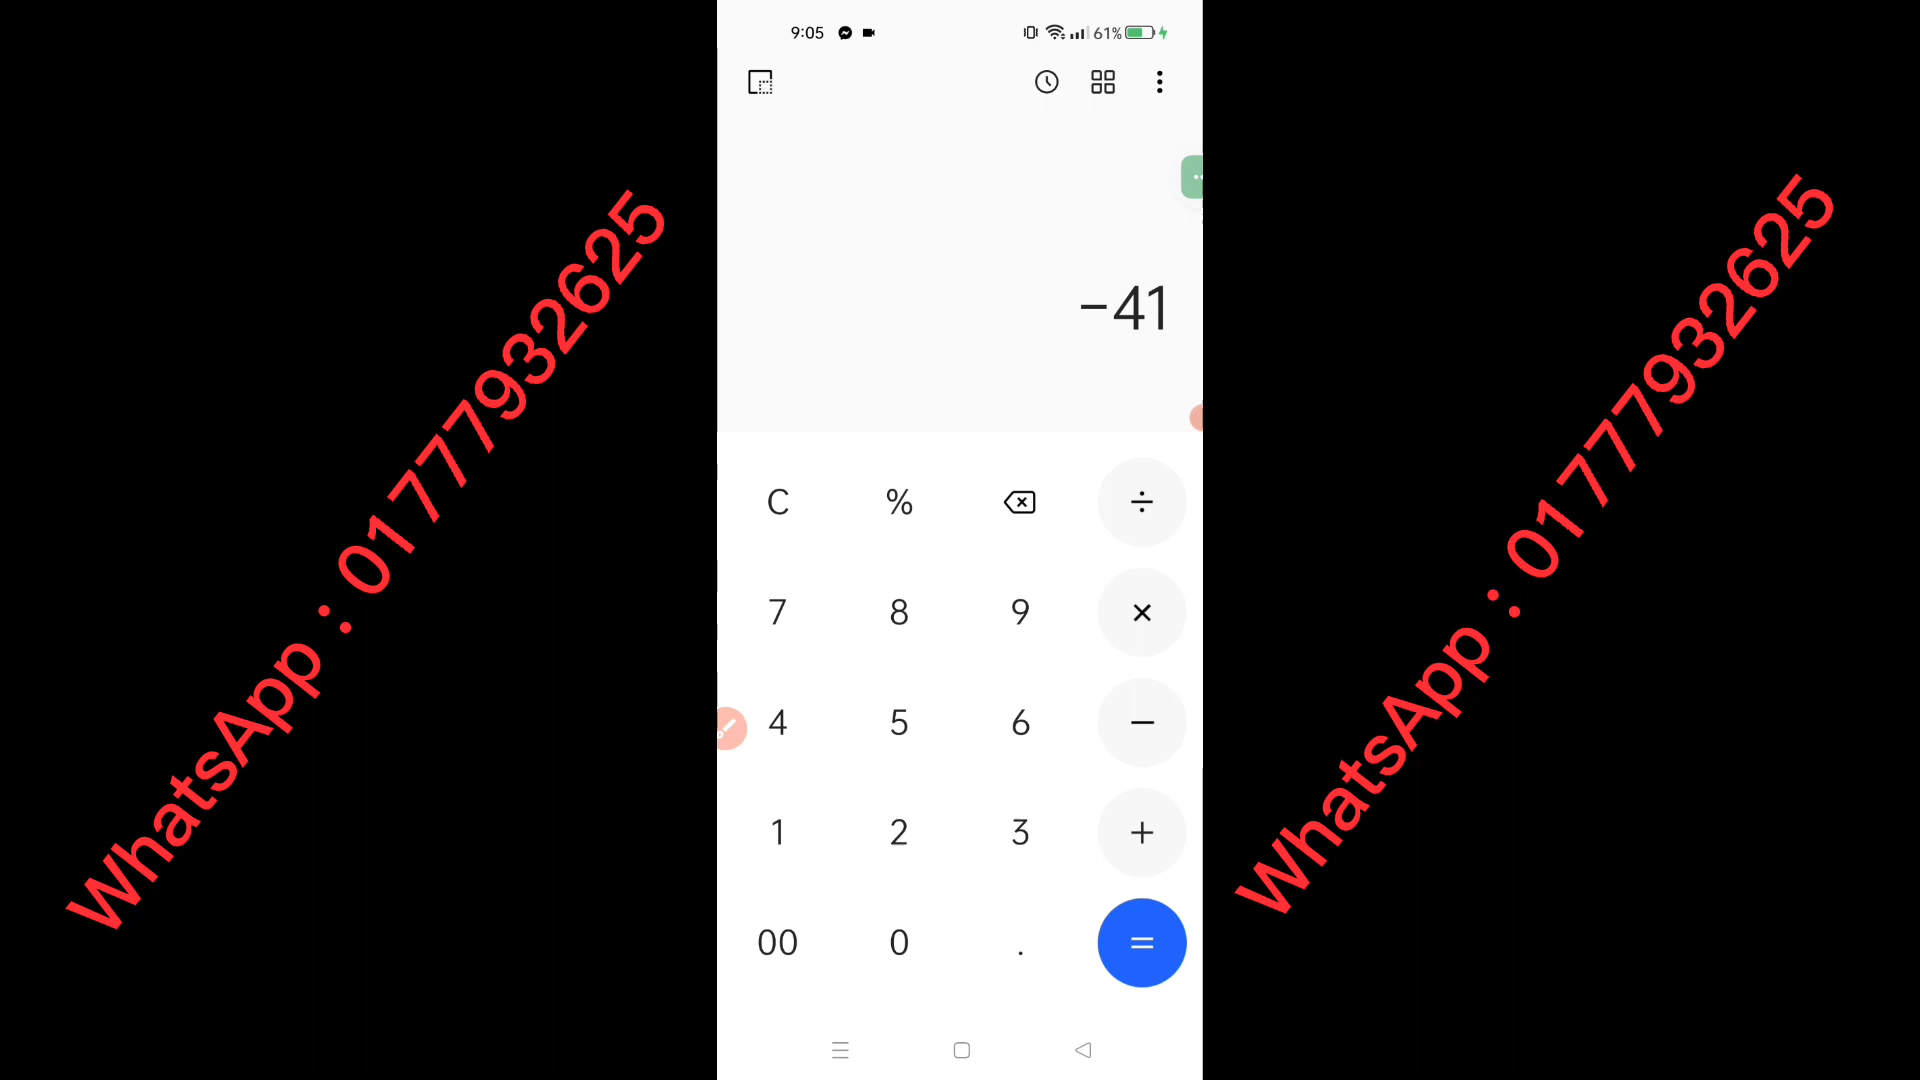 9:05 61%
−41
C % ÷
7 8 9 ×
4 5 6 −
1 2 3 +
00 0 . =
WhatsApp : 01777932625
WhatsApp : 01777932625